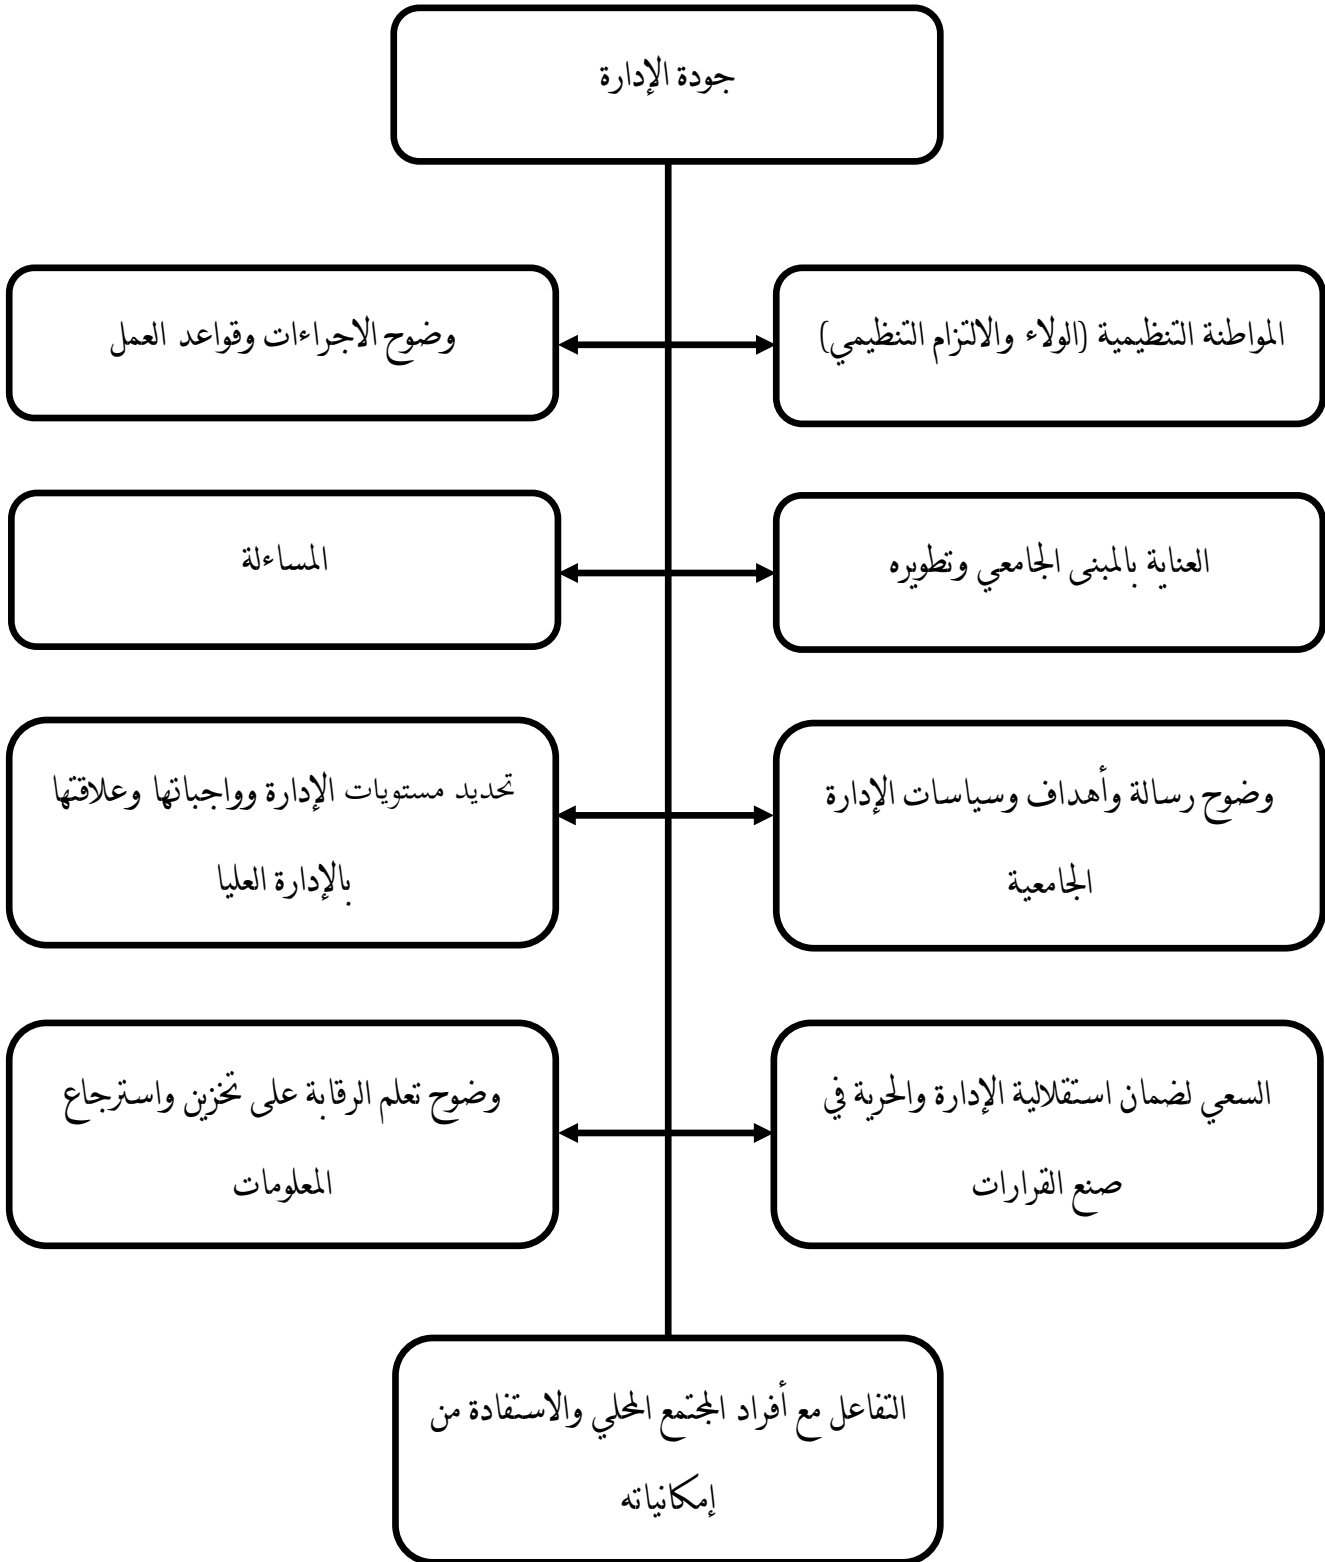 جودة الإدارة
المواطنة التنظيمية (الولاء والالتزام التنظيمي)
وضوح الاجراءات وقواعد العمل
العناية بالمبنى الجامعي وتطويره
المساءلة
وضوح رسالة وأهداف وسياسات الإدارة
الجامعية
تحديد مستويات الإدارة وواجباتها وعلاقتها
بالإدارة العليا
السعي لضمان استقلالية الإدارة والحرية في
صنع القرارات
وضوح تعلم الرقابة على تخزين واسترجاع
المعلومات
التفاعل مع أفراد المجتمع المحلي والاستفادة من
إمكانياته